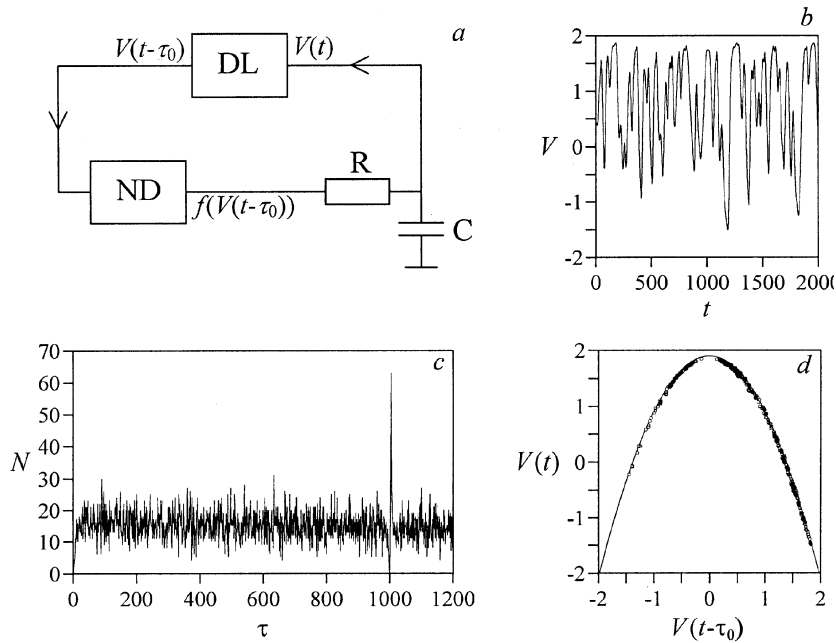 a
V(t-τ₀)
DL
V(t)
ND
f(V(t-τ₀))
R
C
b
2
1
0
-1
-2
V
0
500
1000
1500
2000
t
c
70
60
50
40
30
20
10
0
N
0
200
400
600
800
1000
1200
τ
d
2
1
0
-1
-2
V(t)
-2
-1
0
1
2
V(t-τ₀)